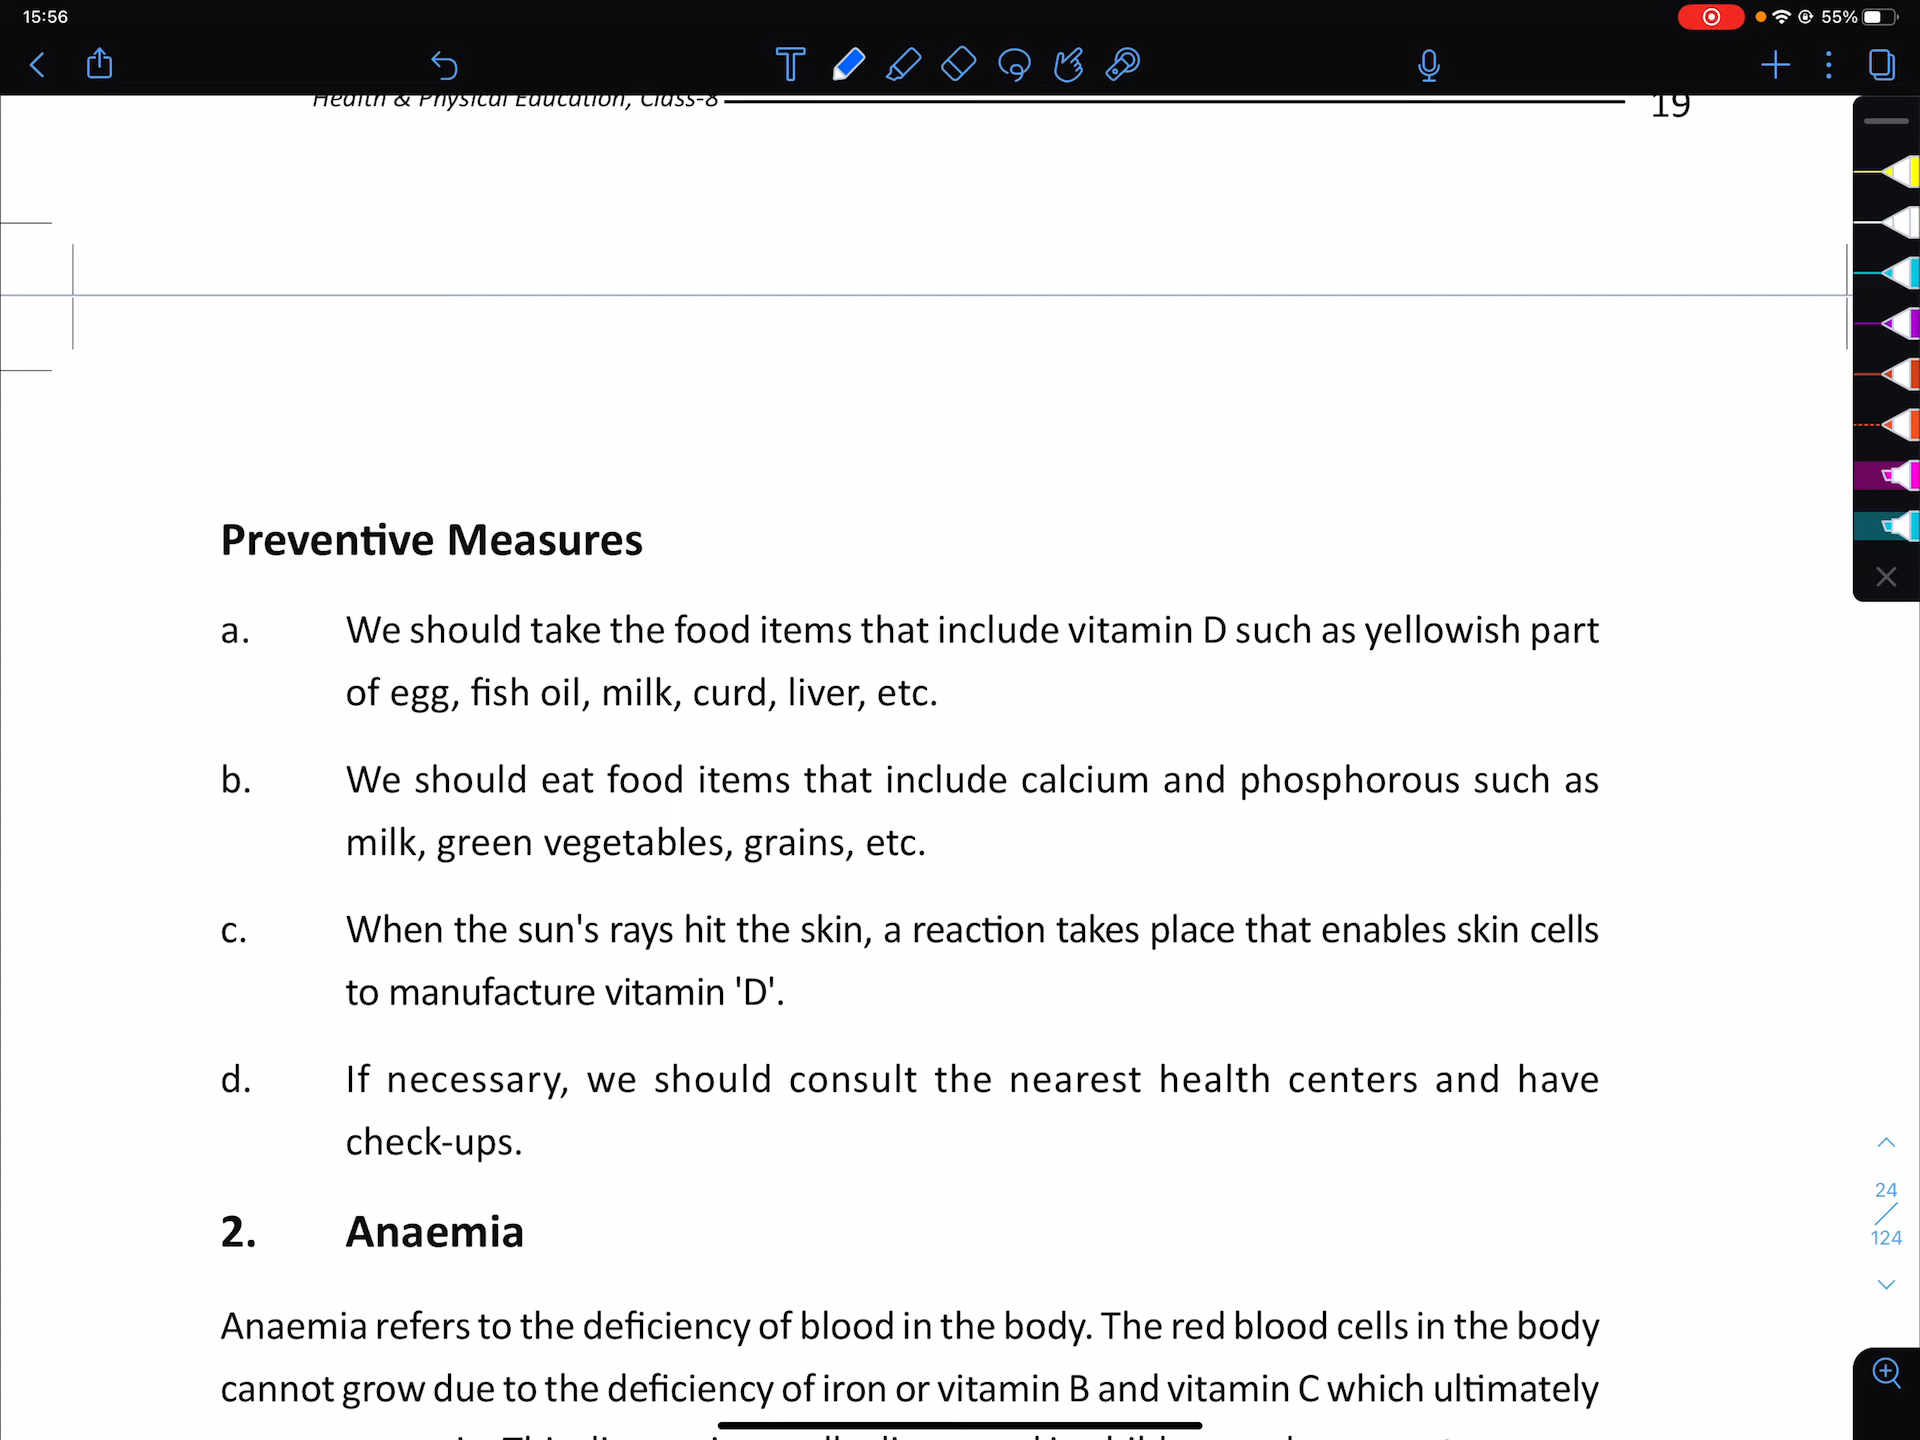 15:56
55%
Health & Physical Education, Class-8 19
Preventive Measures
a. We should take the food items that include vitamin D such as yellowish part
of egg, fish oil, milk, curd, liver, etc.
b. We should eat food items that include calcium and phosphorous such as
milk, green vegetables, grains, etc.
c. When the sun's rays hit the skin, a reaction takes place that enables skin cells
to manufacture vitamin 'D'.
d. If necessary, we should consult the nearest health centers and have
check-ups.
24
124
2. Anaemia
Anaemia refers to the deficiency of blood in the body. The red blood cells in the body
cannot grow due to the deficiency of iron or vitamin B and vitamin C which ultimately